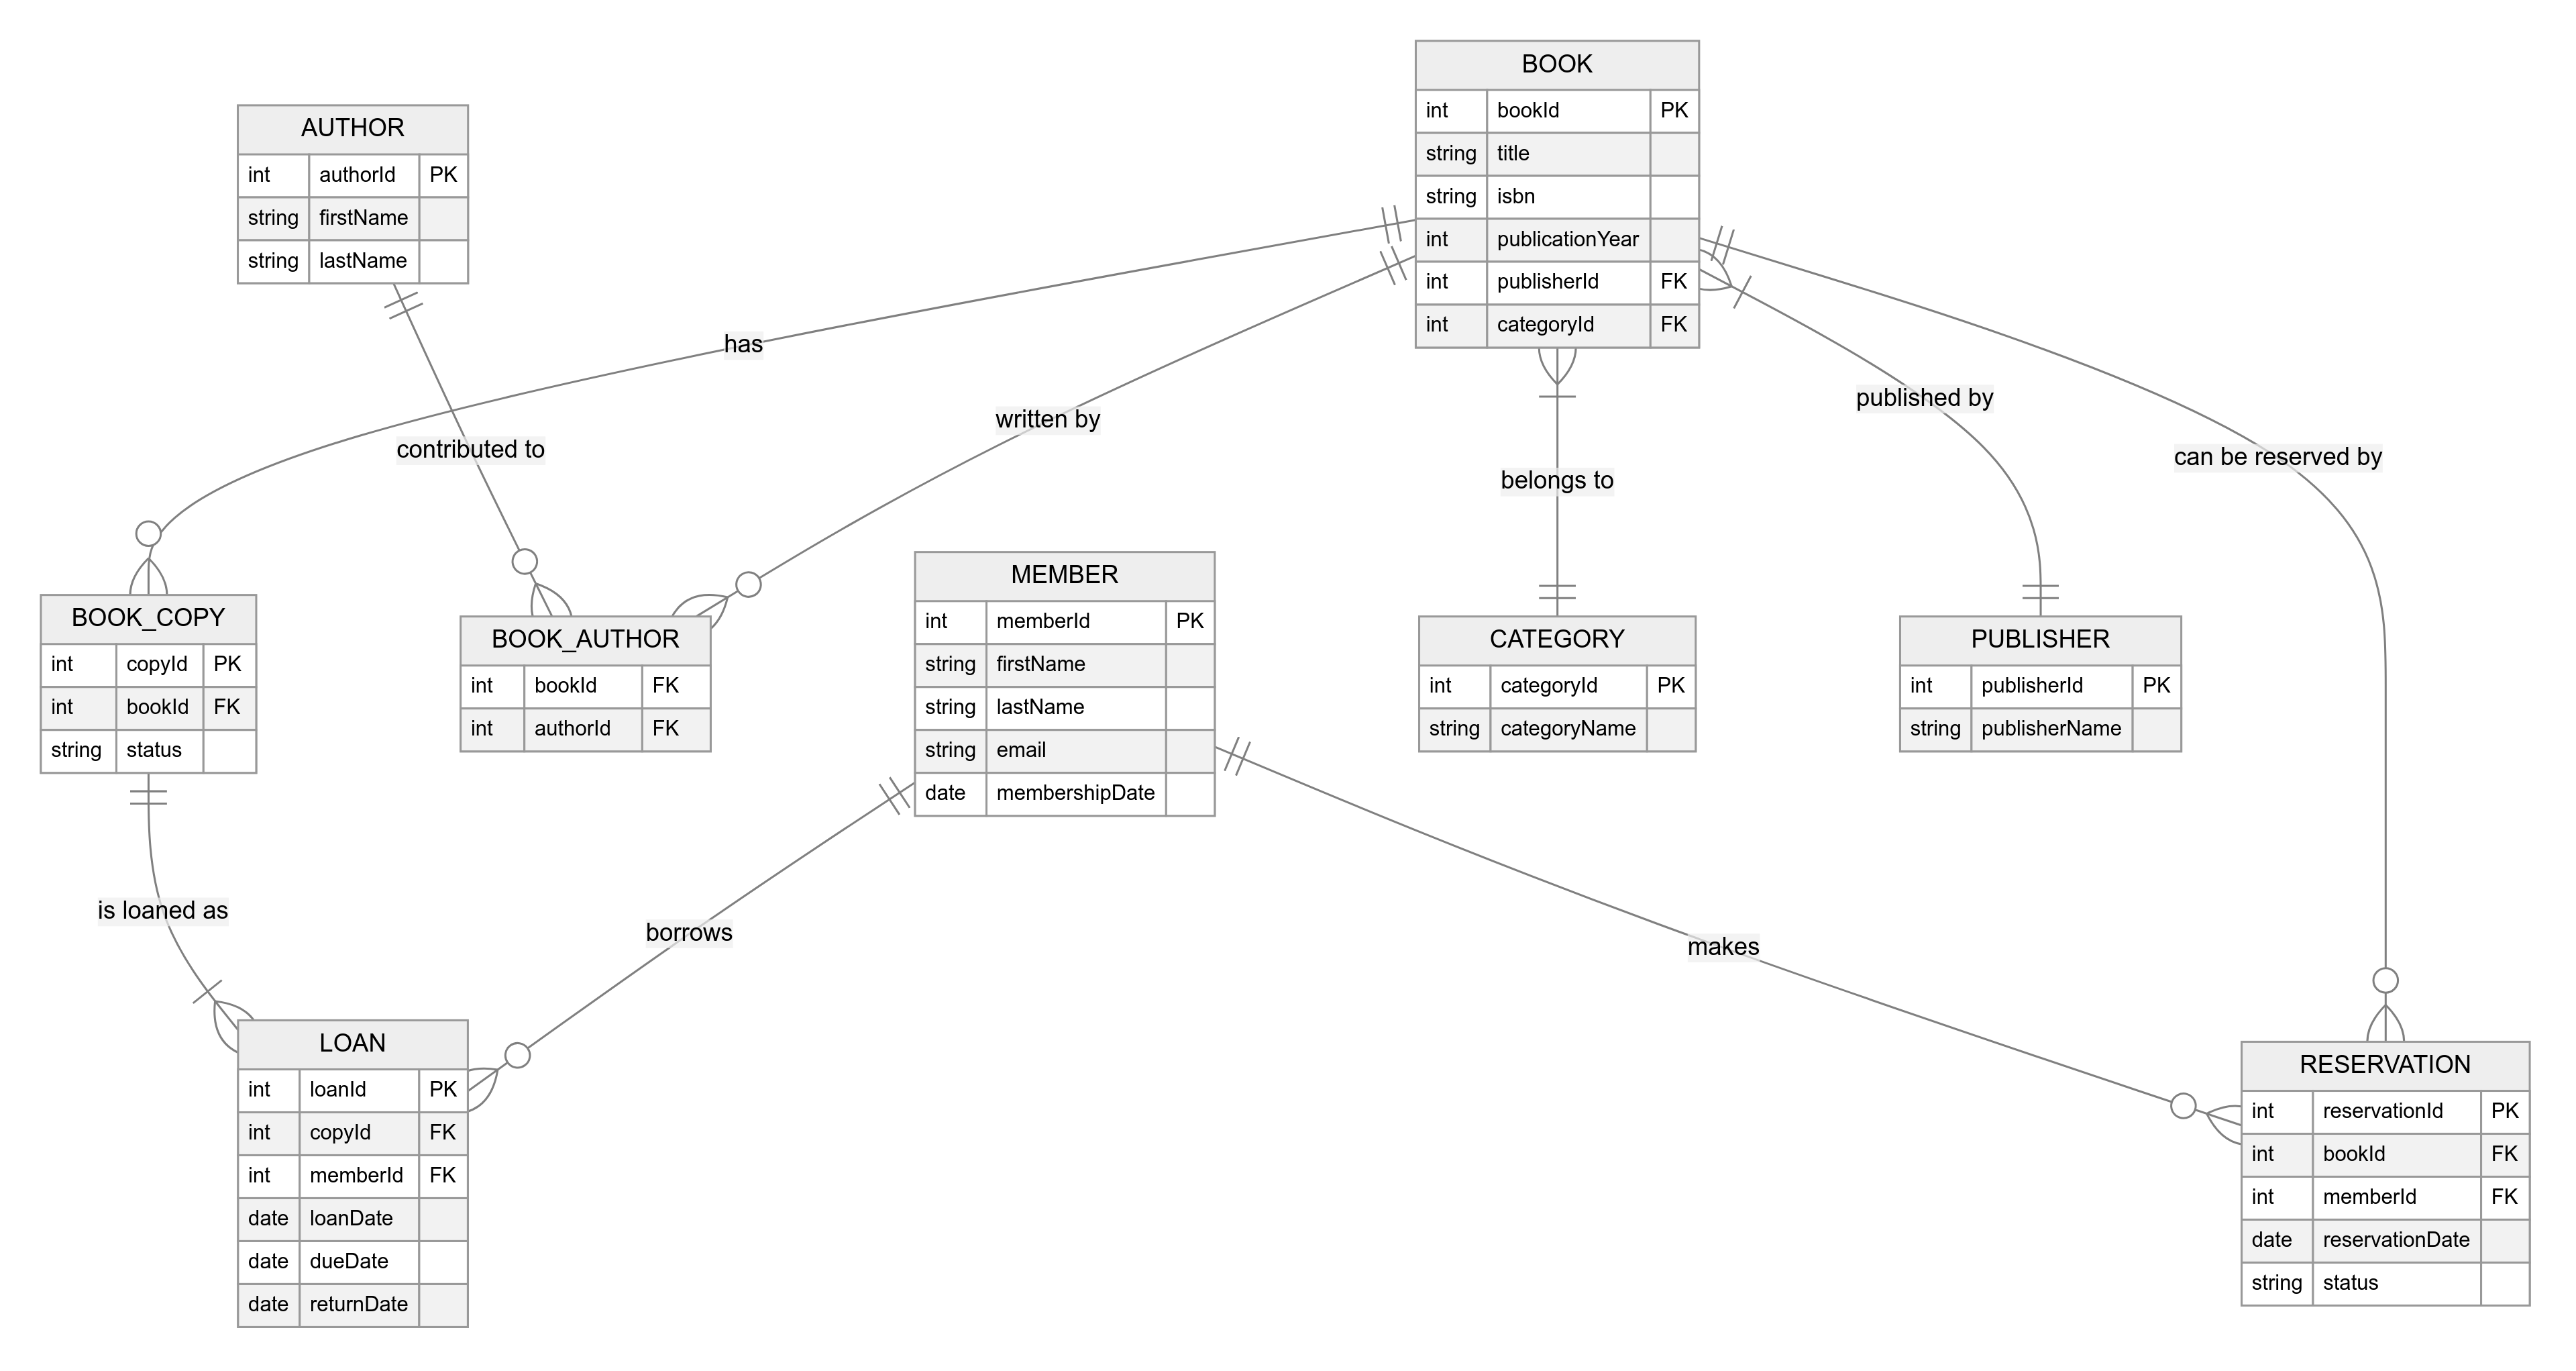 BOOK
int bookId PK
string title
string isbn
int publicationYear
int publisherId FK
int categoryId FK
AUTHOR
int authorId PK
string firstName
string lastName
has
contributed to
written by
belongs to
published by
can be reserved by
BOOK_COPY
int copyId PK
int bookId FK
string status
BOOK_AUTHOR
int bookId FK
int authorId FK
MEMBER
int memberId PK
string firstName
string lastName
string email
date membershipDate
CATEGORY
int categoryId PK
string categoryName
PUBLISHER
int publisherId PK
string publisherName
is loaned as
borrows
makes
LOAN
int loanId PK
int copyId FK
int memberId FK
date loanDate
date dueDate
date returnDate
RESERVATION
int reservationId PK
int bookId FK
int memberId FK
date reservationDate
string status